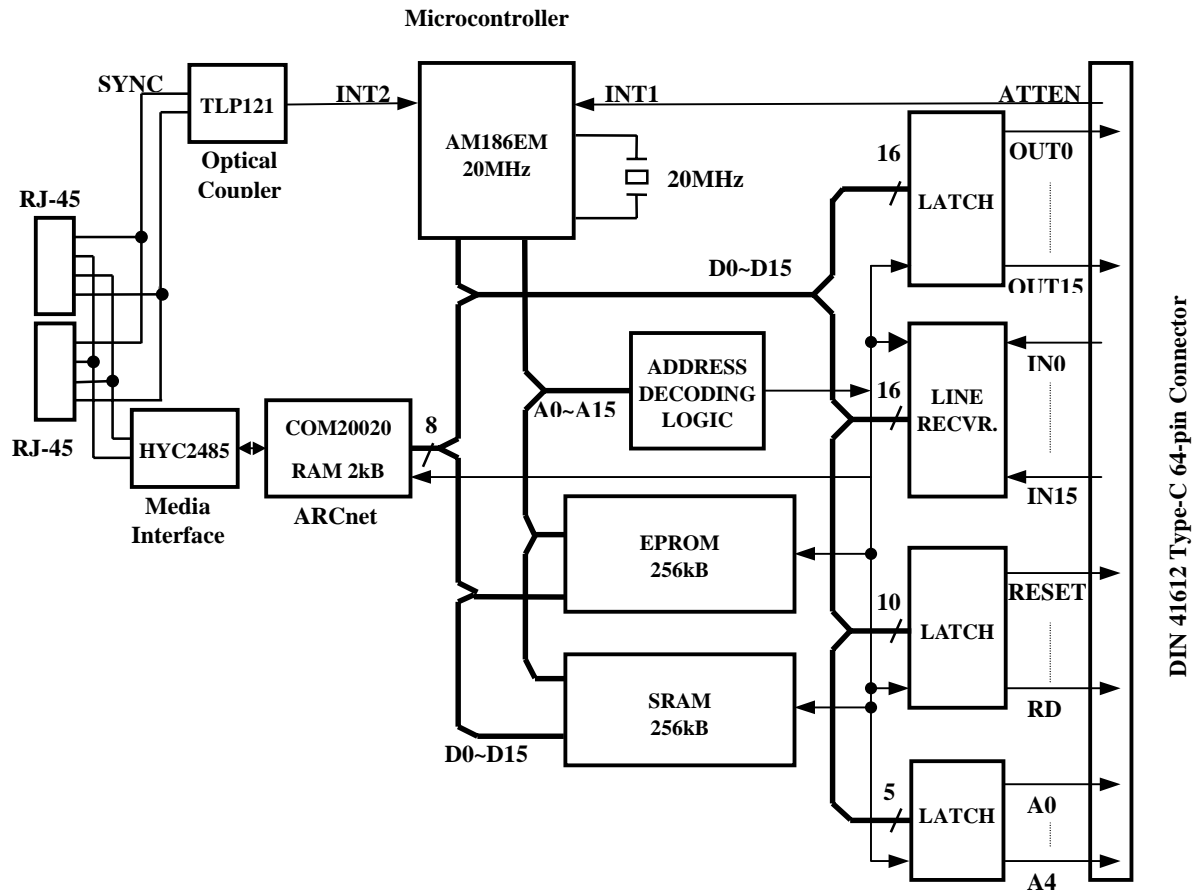 Microcontroller
SYNC
TLP121
INT2
INT1
ATTEN
AM186EM
20MHz
20MHz
Optical
Coupler
RJ-45
16
LATCH
OUT0
OUT15
D0~D15
ADDRESS
DECODING
LOGIC
A0~A15
16
LINE
RECVR.
IN0
IN15
RJ-45
HYC2485
Media
Interface
COM20020
RAM 2kB
ARCnet
8
EPROM
256kB
10
LATCH
RESET
RD
SRAM
256kB
D0~D15
5
LATCH
A0
A4
DIN 41612 Type-C 64-pin Connector